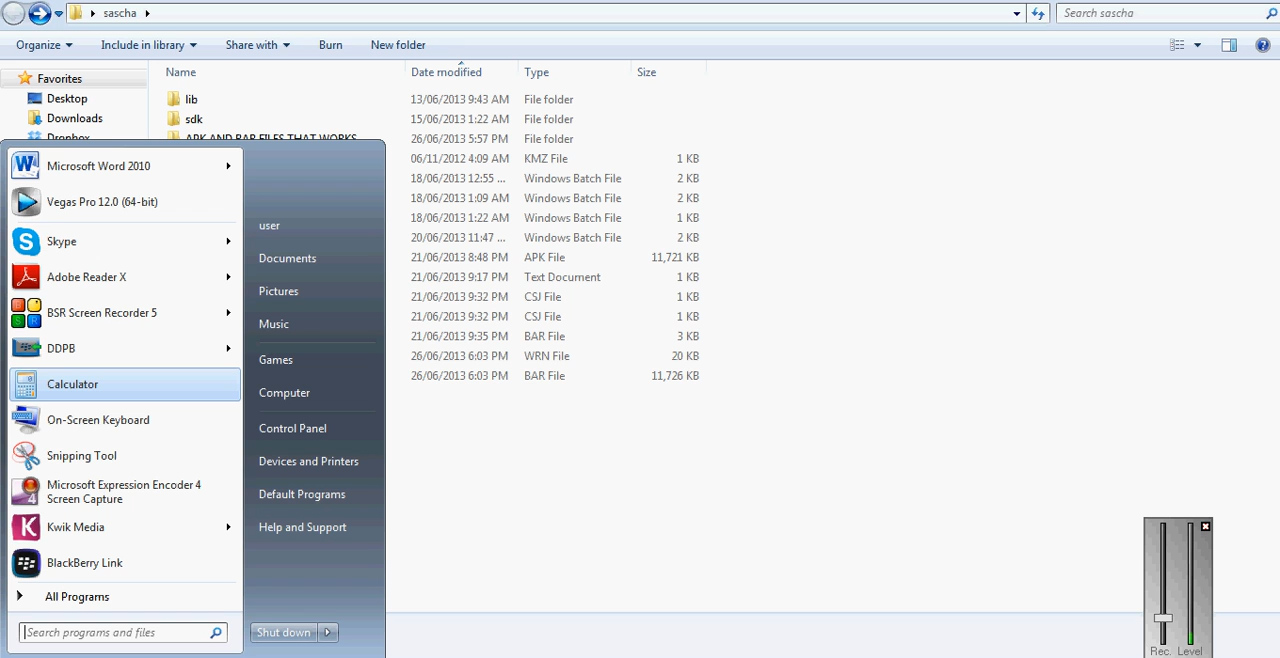 sascha
Search sascha
Organize
Include in library
Share with
Burn
New folder
Favorites
Desktop
Downloads
Dropbox
Name
Date modified
Type
Size
lib
13/06/2013 9:43 AM
File folder
sdk
15/06/2013 1:22 AM
File folder
APK AND BAR FILES THAT WORKS
26/06/2013 5:57 PM
File folder
06/11/2012 4:09 AM
KMZ File
1 KB
18/06/2013 12:55 ...
Windows Batch File
2 KB
18/06/2013 1:09 AM
Windows Batch File
2 KB
18/06/2013 1:22 AM
Windows Batch File
1 KB
20/06/2013 11:47 ...
Windows Batch File
2 KB
21/06/2013 8:48 PM
APK File
11,721 KB
21/06/2013 9:17 PM
Text Document
1 KB
21/06/2013 9:32 PM
CSJ File
1 KB
21/06/2013 9:32 PM
CSJ File
1 KB
21/06/2013 9:35 PM
BAR File
3 KB
26/06/2013 6:03 PM
WRN File
20 KB
26/06/2013 6:03 PM
BAR File
11,726 KB
Microsoft Word 2010
Vegas Pro 12.0 (64-bit)
Skype
Adobe Reader X
BSR Screen Recorder 5
DDPB
Calculator
On-Screen Keyboard
Snipping Tool
Microsoft Expression Encoder 4
Screen Capture
Kwik Media
BlackBerry Link
All Programs
Search programs and files
user
Documents
Pictures
Music
Games
Computer
Control Panel
Devices and Printers
Default Programs
Help and Support
Shut down
Rec. Level